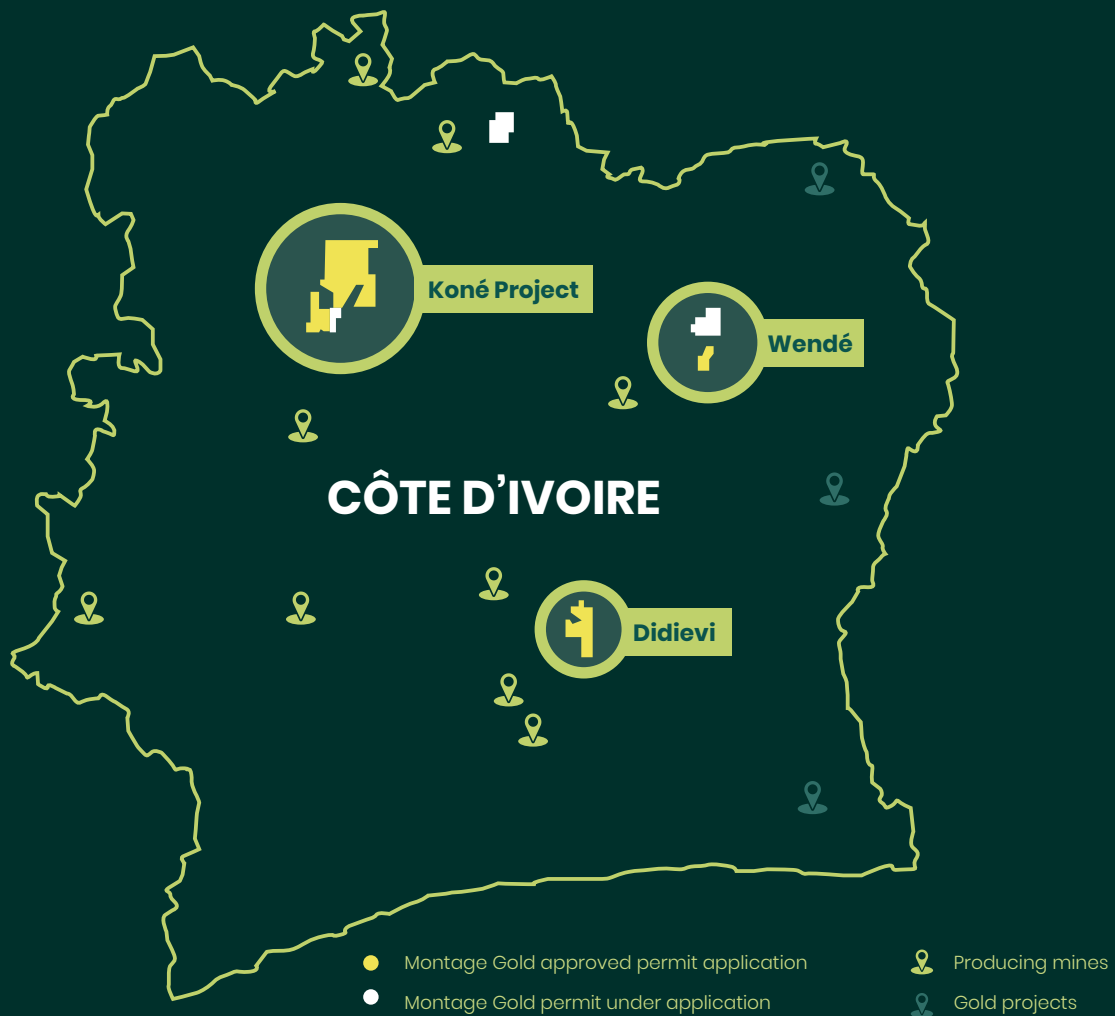 Koné Project
Wendé
CÔTE D’IVOIRE
Didievi
Montage Gold approved permit application
Producing mines
Montage Gold permit under application
Gold projects